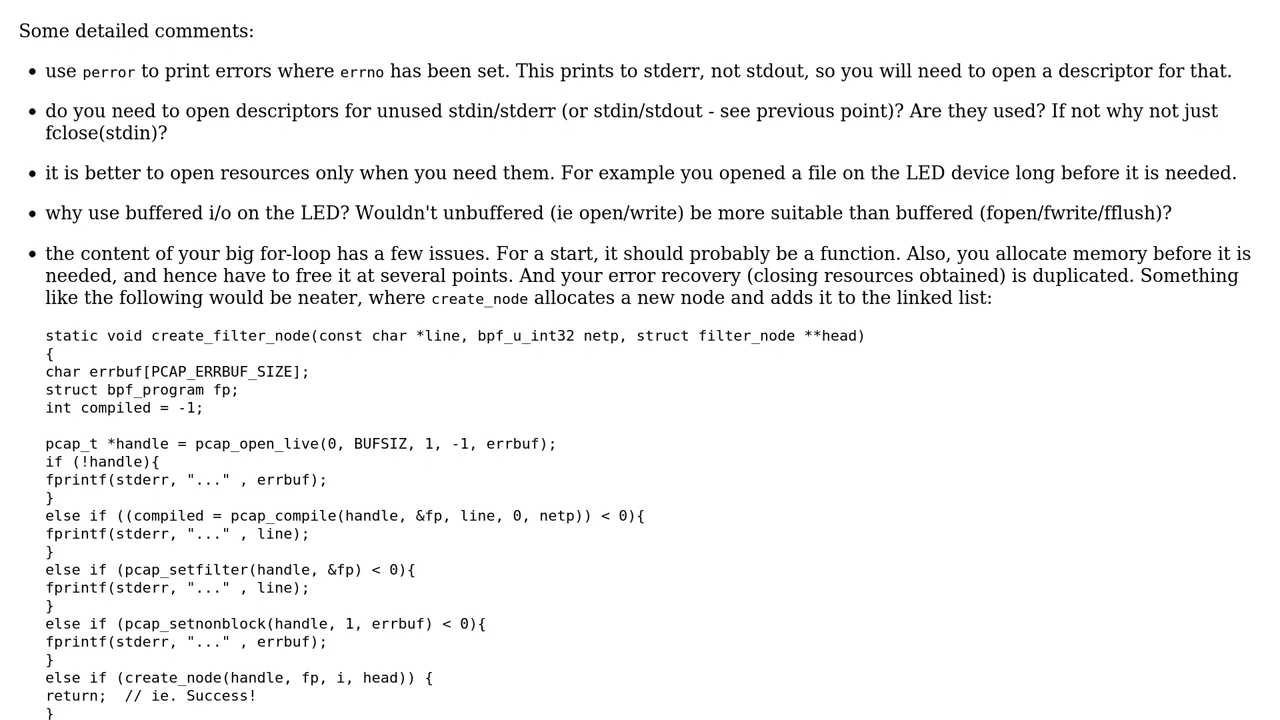 Some detailed comments:
• use perror to print errors where errno has been set. This prints to stderr, not stdout, so you will need to open a descriptor for that.
• do you need to open descriptors for unused stdin/stderr (or stdin/stdout - see previous point)? Are they used? If not why not just
fclose(stdin)?
• it is better to open resources only when you need them. For example you opened a file on the LED device long before it is needed.
• why use buffered i/o on the LED? Wouldn't unbuffered (ie open/write) be more suitable than buffered (fopen/fwrite/fflush)?
• the content of your big for-loop has a few issues. For a start, it should probably be a function. Also, you allocate memory before it is
needed, and hence have to free it at several points. And your error recovery (closing resources obtained) is duplicated. Something
like the following would be neater, where create_node allocates a new node and adds it to the linked list:
static void create_filter_node(const char *line, bpf_u_int32 netp, struct filter_node **head)
{
char errbuf[PCAP_ERRBUF_SIZE];
struct bpf_program fp;
int compiled = -1;
pcap_t *handle = pcap_open_live(0, BUFSIZ, 1, -1, errbuf);
if (!handle){
fprintf(stderr, "..." , errbuf);
}
else if ((compiled = pcap_compile(handle, &fp, line, 0, netp)) < 0){
fprintf(stderr, "..." , line);
}
else if (pcap_setfilter(handle, &fp) < 0){
fprintf(stderr, "..." , line);
}
else if (pcap_setnonblock(handle, 1, errbuf) < 0){
fprintf(stderr, "..." , errbuf);
}
else if (create_node(handle, fp, i, head)) {
return;  // ie. Success!
}